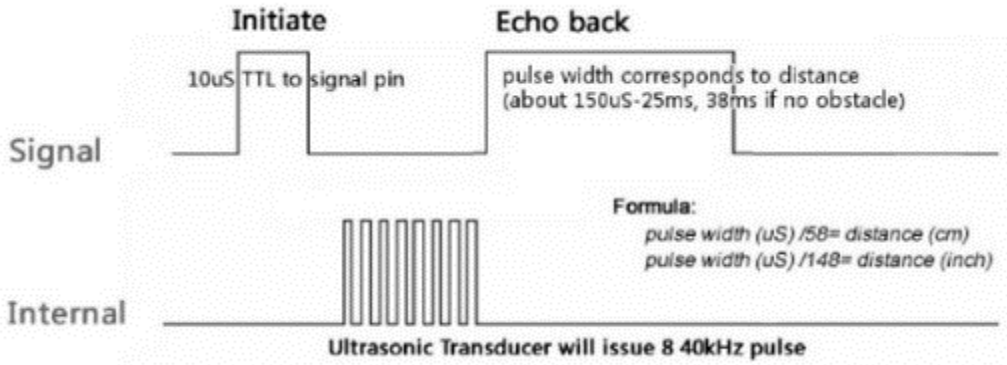 Initiate
Echo back
10uS TTL to signal pin
pulse width corresponds to distance
(about 150uS-25ms, 38ms if no obstacle)
Signal
Formula:
pulse width (uS) /58= distance (cm)
pulse width (uS) /148= distance (inch)
Internal
Ultrasonic Transducer will issue 8 40kHz pulse